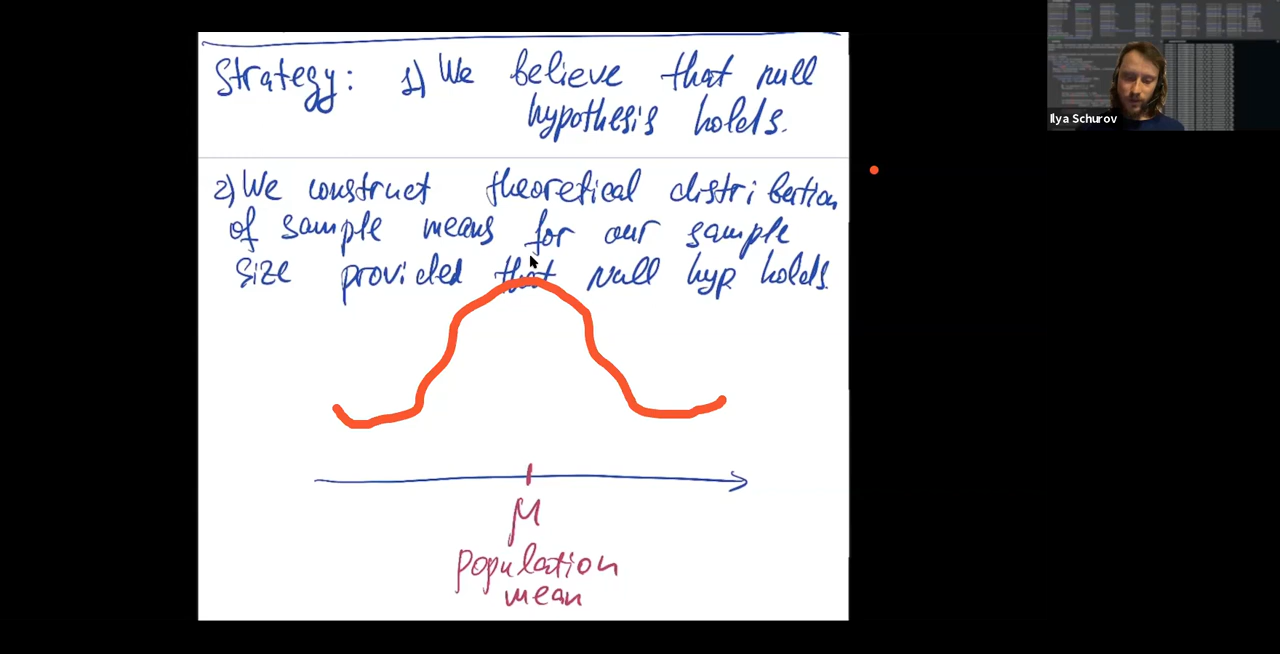 Strategy: 1) We believe that null
hypothesis holds.
2) We construct theoretical distribution
of sample means for our sample
size provided that null hyp holds.
μ
population
mean
Ilya Schurov